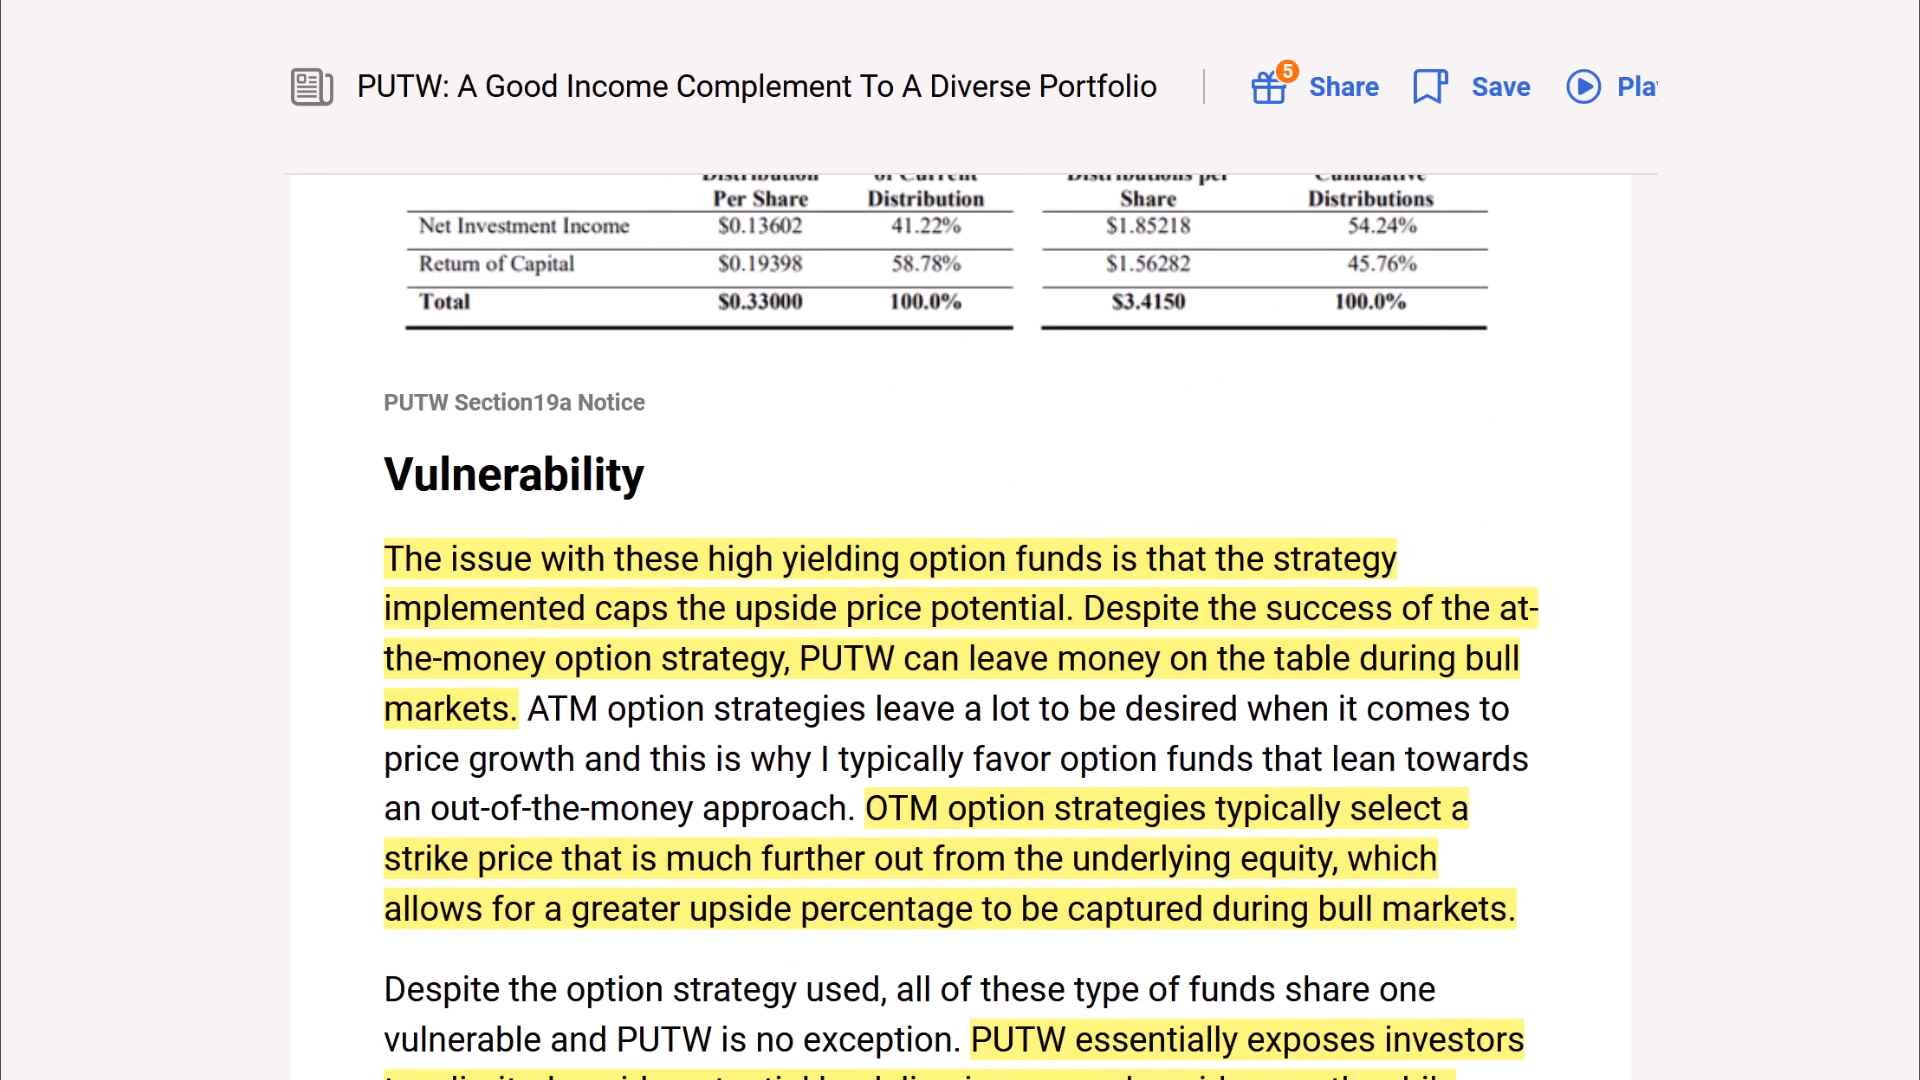 PUTW: A Good Income Complement To A Diverse Portfolio
5
Share
Save
Distribution of Current Distributions per Cumulative
Per Share Distribution Share Distributions
Net Investment Income $0.13602 41.22% $1.85218 54.24%
Return of Capital $0.19398 58.78% $1.56282 45.76%
Total $0.33000 100.0% $3.4150 100.0%
PUTW Section19a Notice
Vulnerability
The issue with these high yielding option funds is that the strategy
implemented caps the upside price potential. Despite the success of the at-
the-money option strategy, PUTW can leave money on the table during bull
markets. ATM option strategies leave a lot to be desired when it comes to
price growth and this is why I typically favor option funds that lean towards
an out-of-the-money approach. OTM option strategies typically select a
strike price that is much further out from the underlying equity, which
allows for a greater upside percentage to be captured during bull markets.
Despite the option strategy used, all of these type of funds share one
vulnerable and PUTW is no exception. PUTW essentially exposes investors